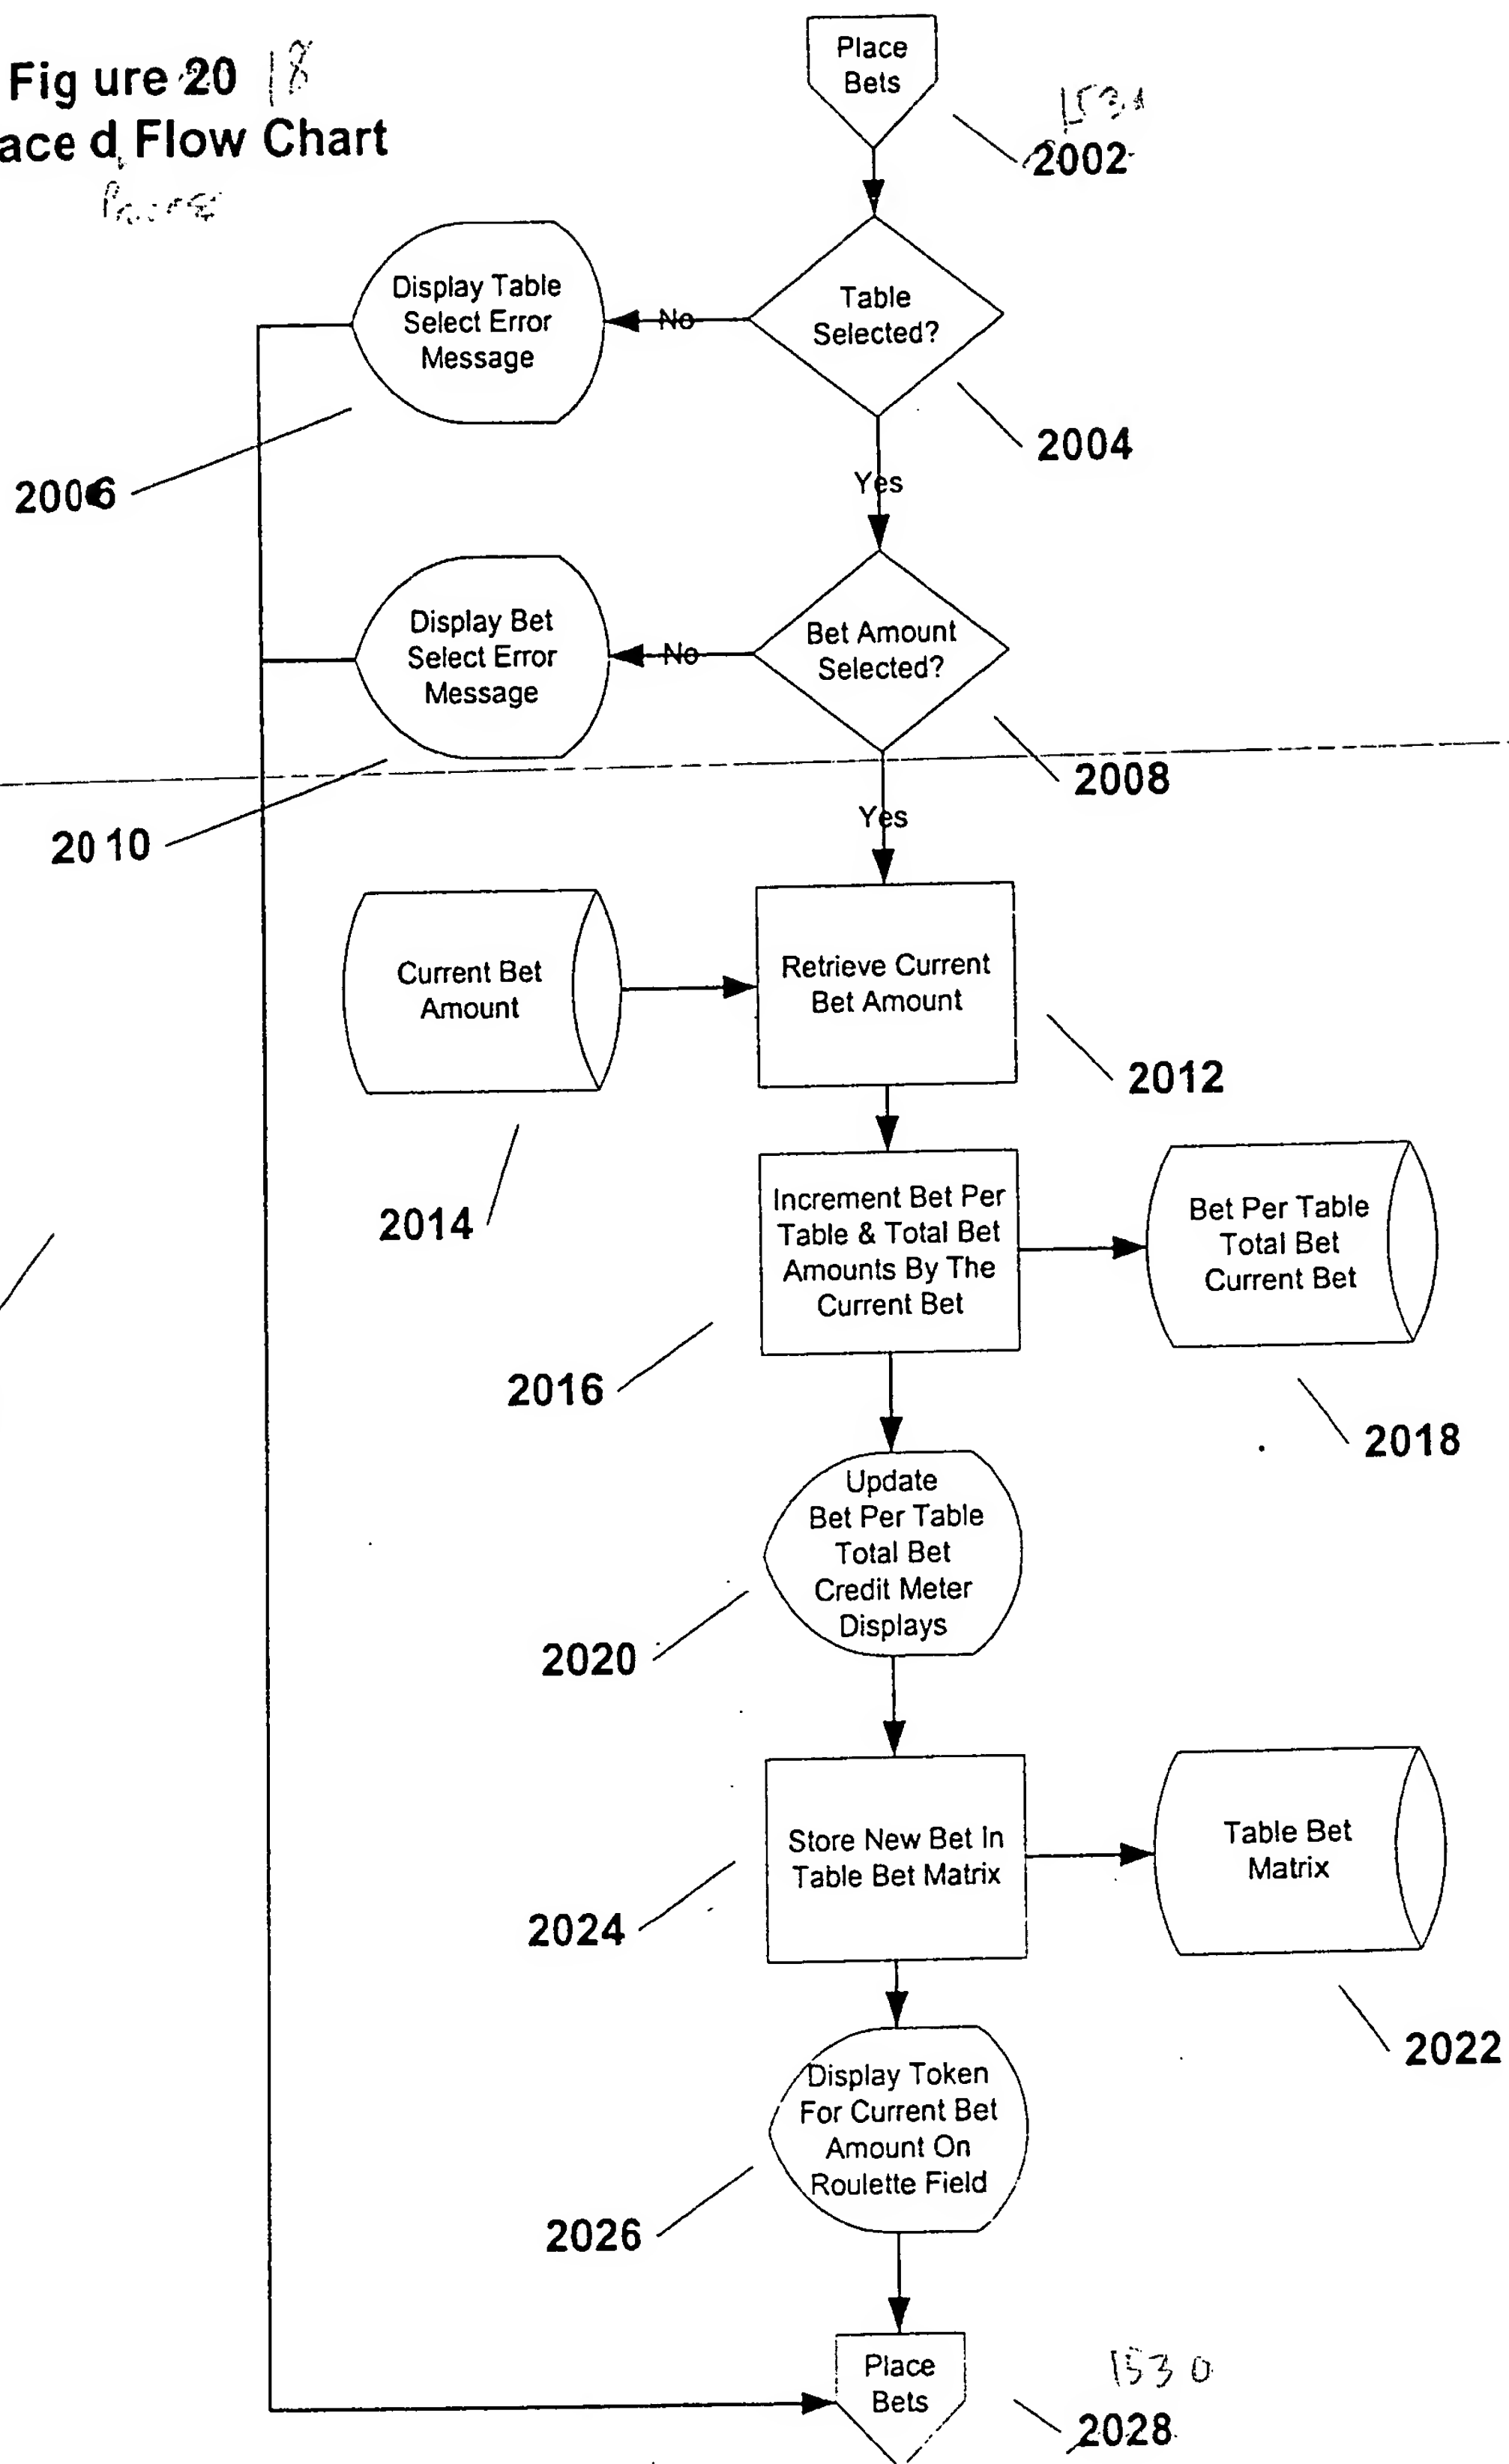 Fig ure 20 18
ace d Flow Chart
Place
Bets
2002
Table
Selected?
No
Display Table
Select Error
Message
2004
2006
Yes
Bet Amount
Selected?
No
Display Bet
Select Error
Message
2008
2010
Yes
Retrieve Current
Bet Amount
Current Bet
Amount
2012
2014
Increment Bet Per
Table & Total Bet
Amounts By The
Current Bet
Bet Per Table
Total Bet
Current Bet
2016
2018
Update
Bet Per Table
Total Bet
Credit Meter
Displays
2020
Store New Bet In
Table Bet Matrix
Table Bet
Matrix
2024
2022
Display Token
For Current Bet
Amount On
Roulette Field
2026
Place
Bets
1530
2028